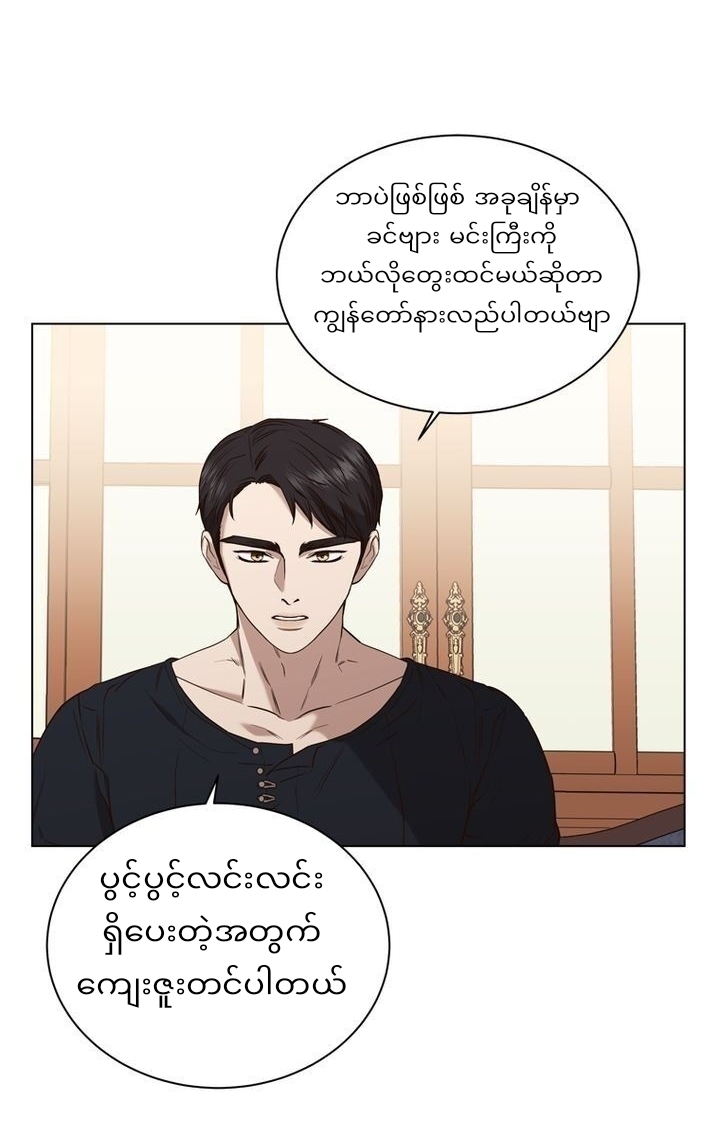 ဘာပဲဖြစ်ဖြစ် အခုချိန်မှာ
ခင်ဗျား မင်းကြီးကို
ဘယ်လိုတွေးထင်မယ်ဆိုတာ
ကျွန်တော်နားလည်ပါတယ်ဗျာ
ပွင့်ပွင့်လင်းလင်း
ရှိပေးတဲ့အတွက်
ကျေးဇူးတင်ပါတယ်